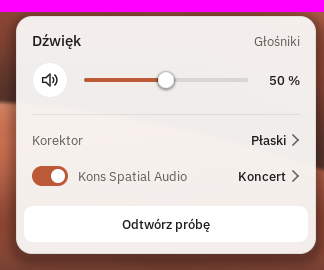 Dźwięk Głośniki
50 %
Korektor Płaski
Kons Spatial Audio Koncert
Odtwórz próbę